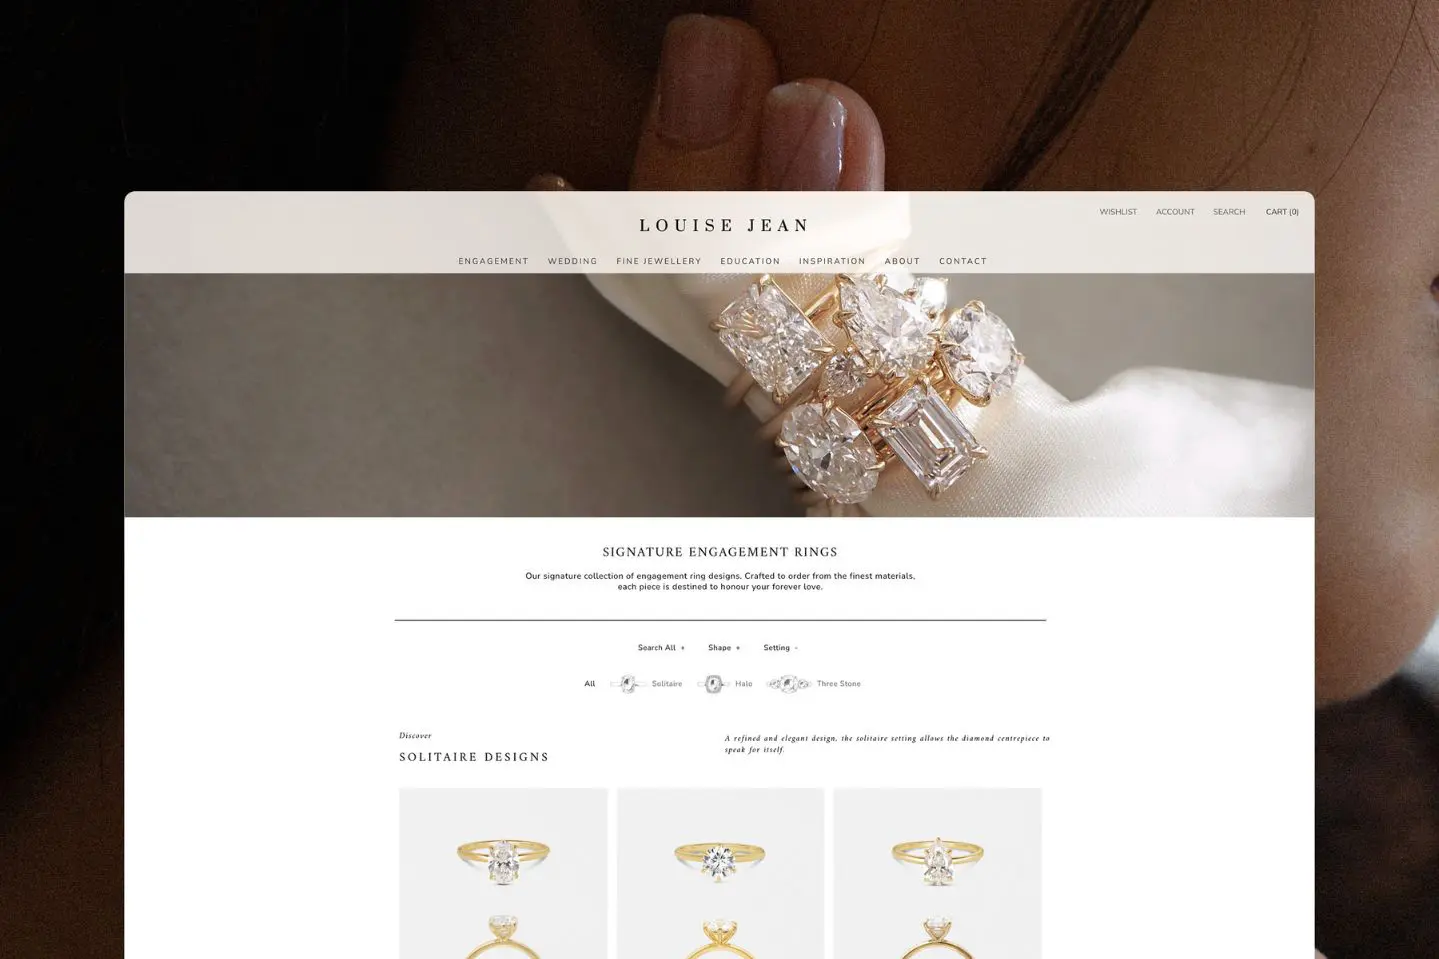 WISHLIST ACCOUNT SEARCH CART (0)
LOUISE JEAN
ENGAGEMENT WEDDING FINE JEWELLERY EDUCATION INSPIRATION ABOUT CONTACT
SIGNATURE ENGAGEMENT RINGS
Our signature collection of engagement ring designs. Crafted to order from the finest materials,
each piece is destined to honour your forever love.
Search All + Shape + Setting -
All Solitaire Halo Three Stone
Discover
SOLITAIRE DESIGNS
A refined and elegant design, the solitaire setting allows the diamond centrepiece to
speak for itself.